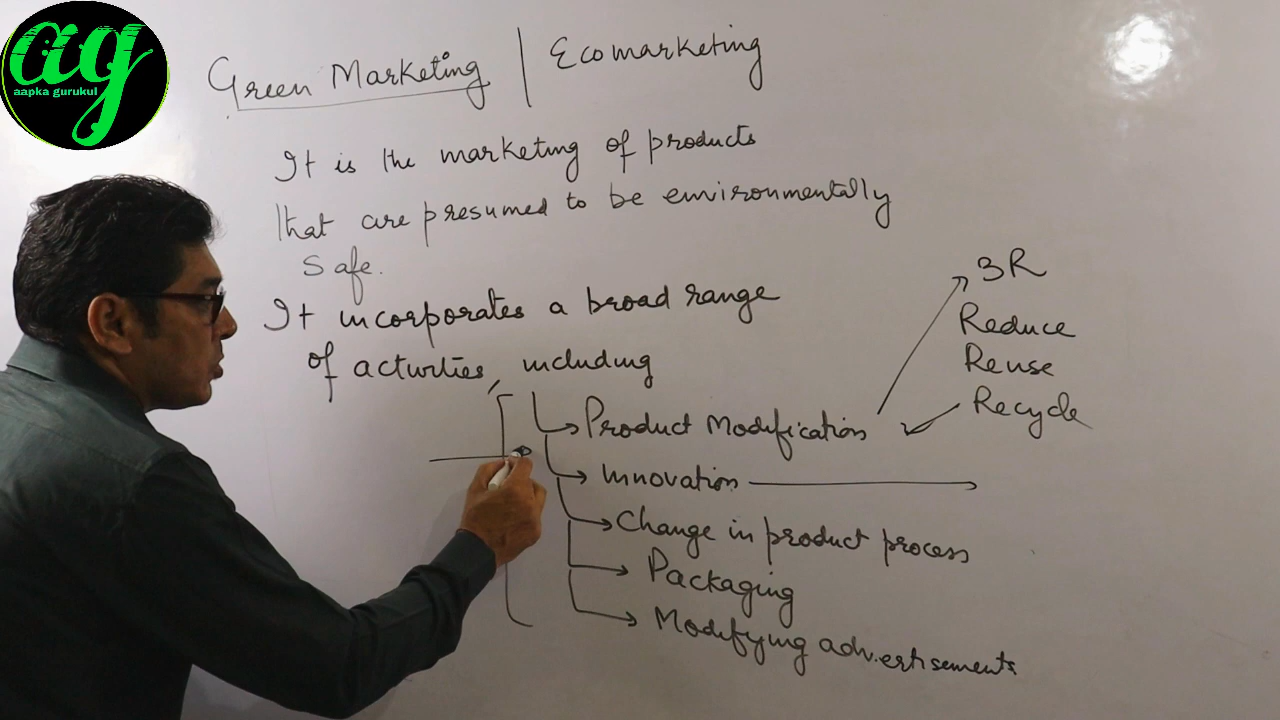 ag
aapka gurukul
Green Marketing | Ecomarketing
It is the marketing of products
that are presumed to be environmentally
safe.
It incorporates a broad range
of activities, including
Product Modification
Innovation
Change in product process
Packaging
Modifying advertisements
3R
Reduce
Reuse
Recycle